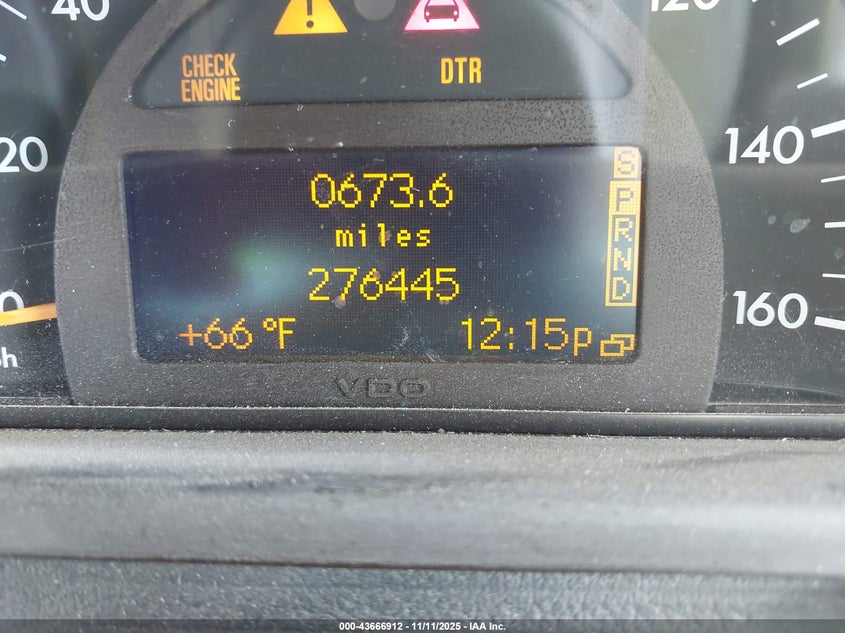 40
120
CHECK
ENGINE
DTR
20
140
0673.6
miles
276445
S
P
R
N
D
160
+66 °F
12:15p
VDO
000-43666912 - 11/11/2025 - IAA Inc.